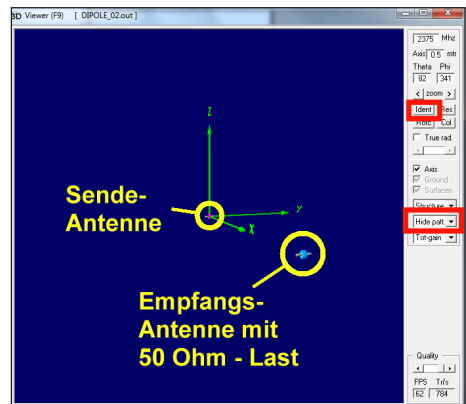 3D Viewer (F9) [ DIPOLE_02.out ]
2375 Mhz
Axis 0.5 mtr
Theta Phi
82 341
< zoom >
Ident Res
Rotc Col
True rad.
Axis
Ground
Surfaces
Structure
Hide patt.
Tot-gain
Z
Y
X
Sende-
Antenne
Empfangs-
Antenne mit
50 Ohm - Last
Quality
FPS Tri's
62 784